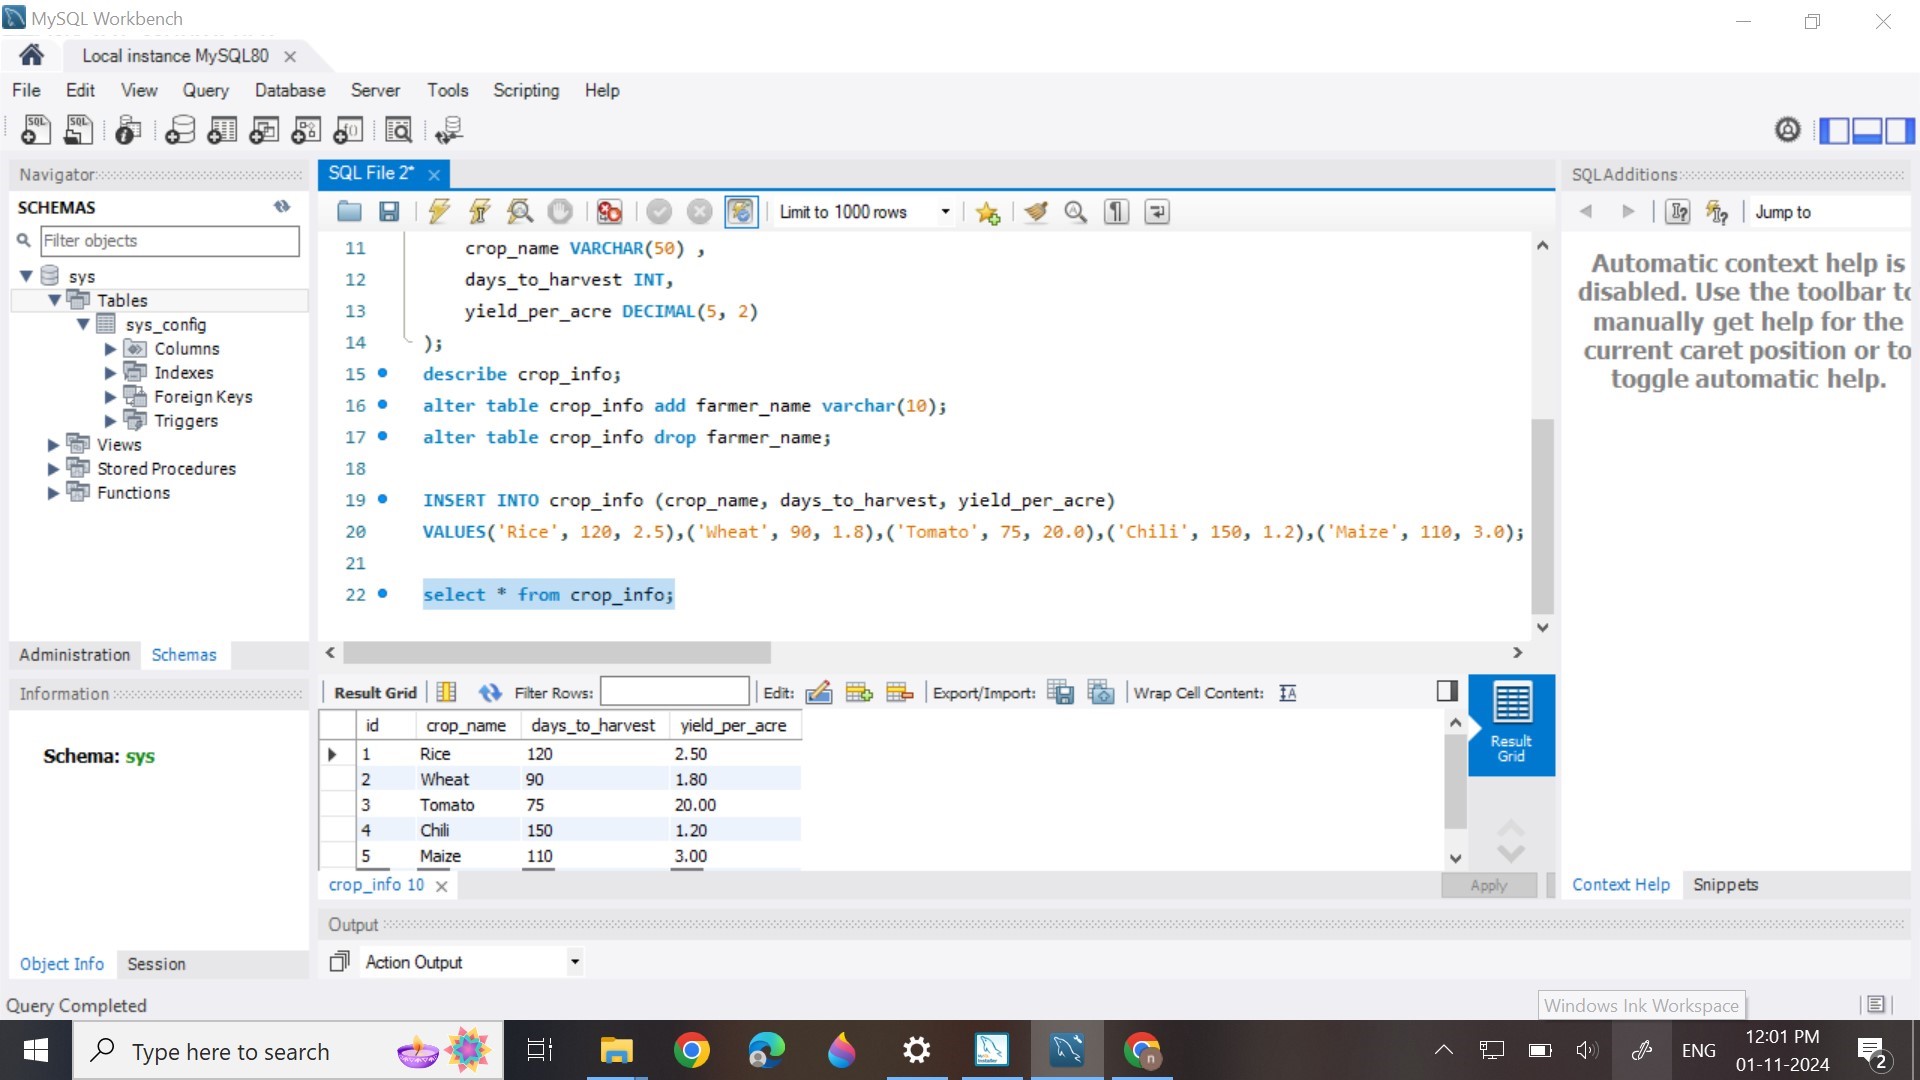 MySQL Workbench
Local instance MySQL80
File Edit View Query Database Server Tools Scripting Help
Navigator
SCHEMAS
Filter objects
sys
Tables
sys_config
Columns
Indexes
Foreign Keys
Triggers
Views
Stored Procedures
Functions
Administration Schemas
Information
Schema: sys
Object Info Session
SQL File 2*
Limit to 1000 rows
11 crop_name VARCHAR(50) ,
12 days_to_harvest INT,
13 yield_per_acre DECIMAL(5, 2)
14 );
15 describe crop_info;
16 alter table crop_info add farmer_name varchar(10);
17 alter table crop_info drop farmer_name;
18
19 INSERT INTO crop_info (crop_name, days_to_harvest, yield_per_acre)
20 VALUES('Rice', 120, 2.5),('Wheat', 90, 1.8),('Tomato', 75, 20.0),('Chili', 150, 1.2),('Maize', 110, 3.0);
21
22 select * from crop_info;
Result Grid Filter Rows: Edit: Export/Import: Wrap Cell Content:
id crop_name days_to_harvest yield_per_acre
1 Rice 120 2.50
2 Wheat 90 1.80
3 Tomato 75 20.00
4 Chili 150 1.20
5 Maize 110 3.00
Result
Grid
crop_info 10
Apply
Output
Action Output
SQLAdditions
Jump to
Automatic context help is
disabled. Use the toolbar to
manually get help for the
current caret position or to
toggle automatic help.
Context Help Snippets
Query Completed
Windows Ink Workspace
Type here to search
ENG
12:01 PM
01-11-2024
2